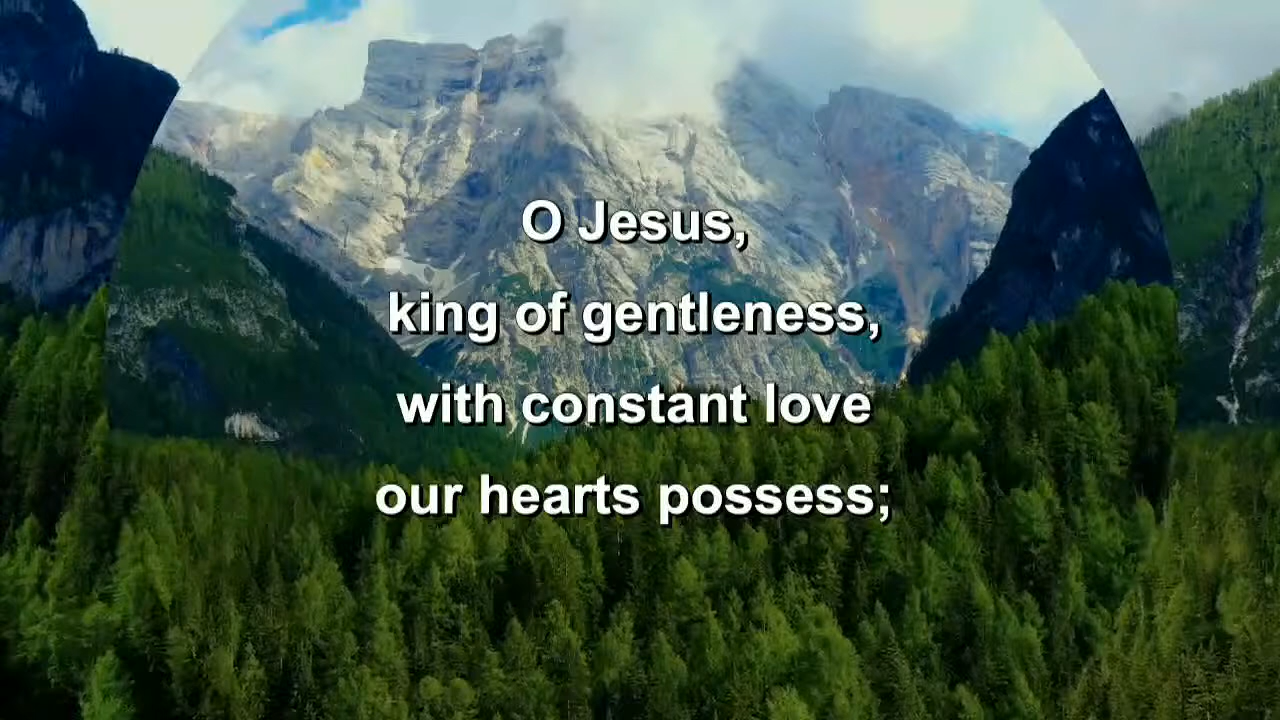 O Jesus,
king of gentleness,
with constant love
our hearts possess;